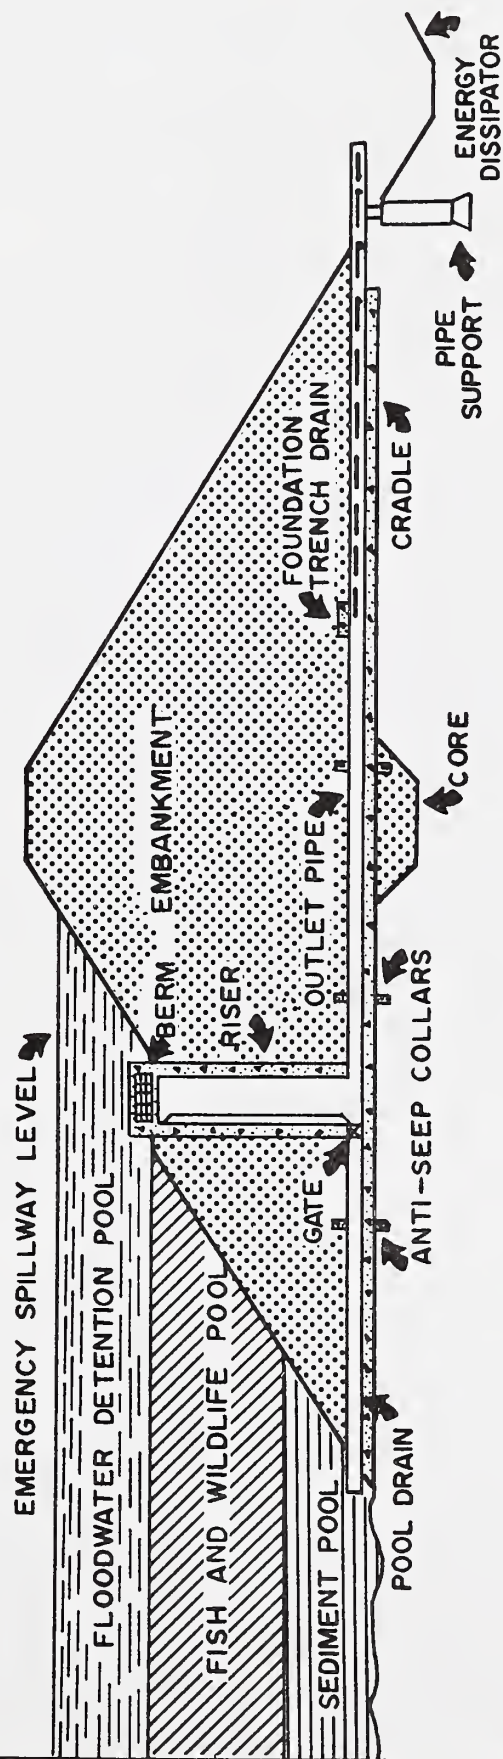 EMERGENCY SPILLWAY LEVEL
FLOODWATER DETENTION POOL
FISH AND WILDLIFE POOL
SEDIMENT POOL
POOL DRAIN
GATE
ANTI-SEEP COLLARS
RISER
BERM
EMBANKMENT
OUTLET PIPE
CORE
FOUNDATION
TRENCH DRAIN
CRADLE
PIPE
SUPPORT
ENERGY
DISSIPATOR